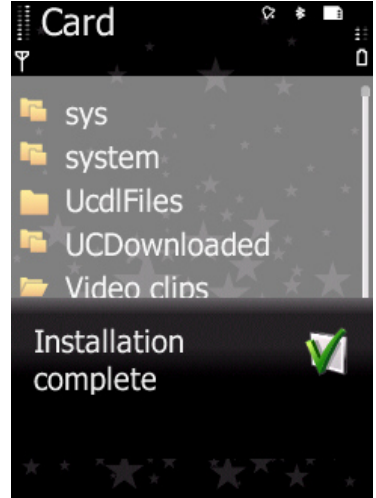 Card
sys
system
UcdlFiles
UCDownloaded
Video clips
Installation
complete